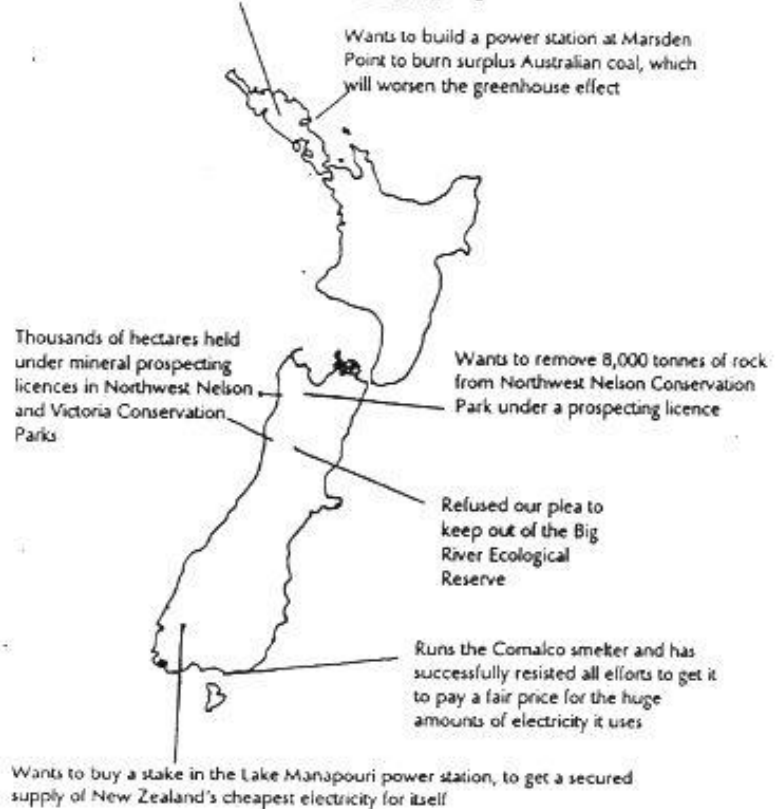 Wants to build a power station at Marsden
Point to burn surplus Australian coal, which
will worsen the greenhouse effect
Thousands of hectares held
under mineral prospecting
licences in Northwest Nelson
and Victoria Conservation
Parks
Wants to remove 8,000 tonnes of rock
from Northwest Nelson Conservation
Park under a prospecting licence
Refused our plea to
keep out of the Big
River Ecological
Reserve
Runs the Comalco smelter and has
successfully resisted all efforts to get it
to pay a fair price for the huge
amounts of electricity it uses
Wants to buy a stake in the Lake Manapouri power station, to get a secured
supply of New Zealand's cheapest electricity for itself